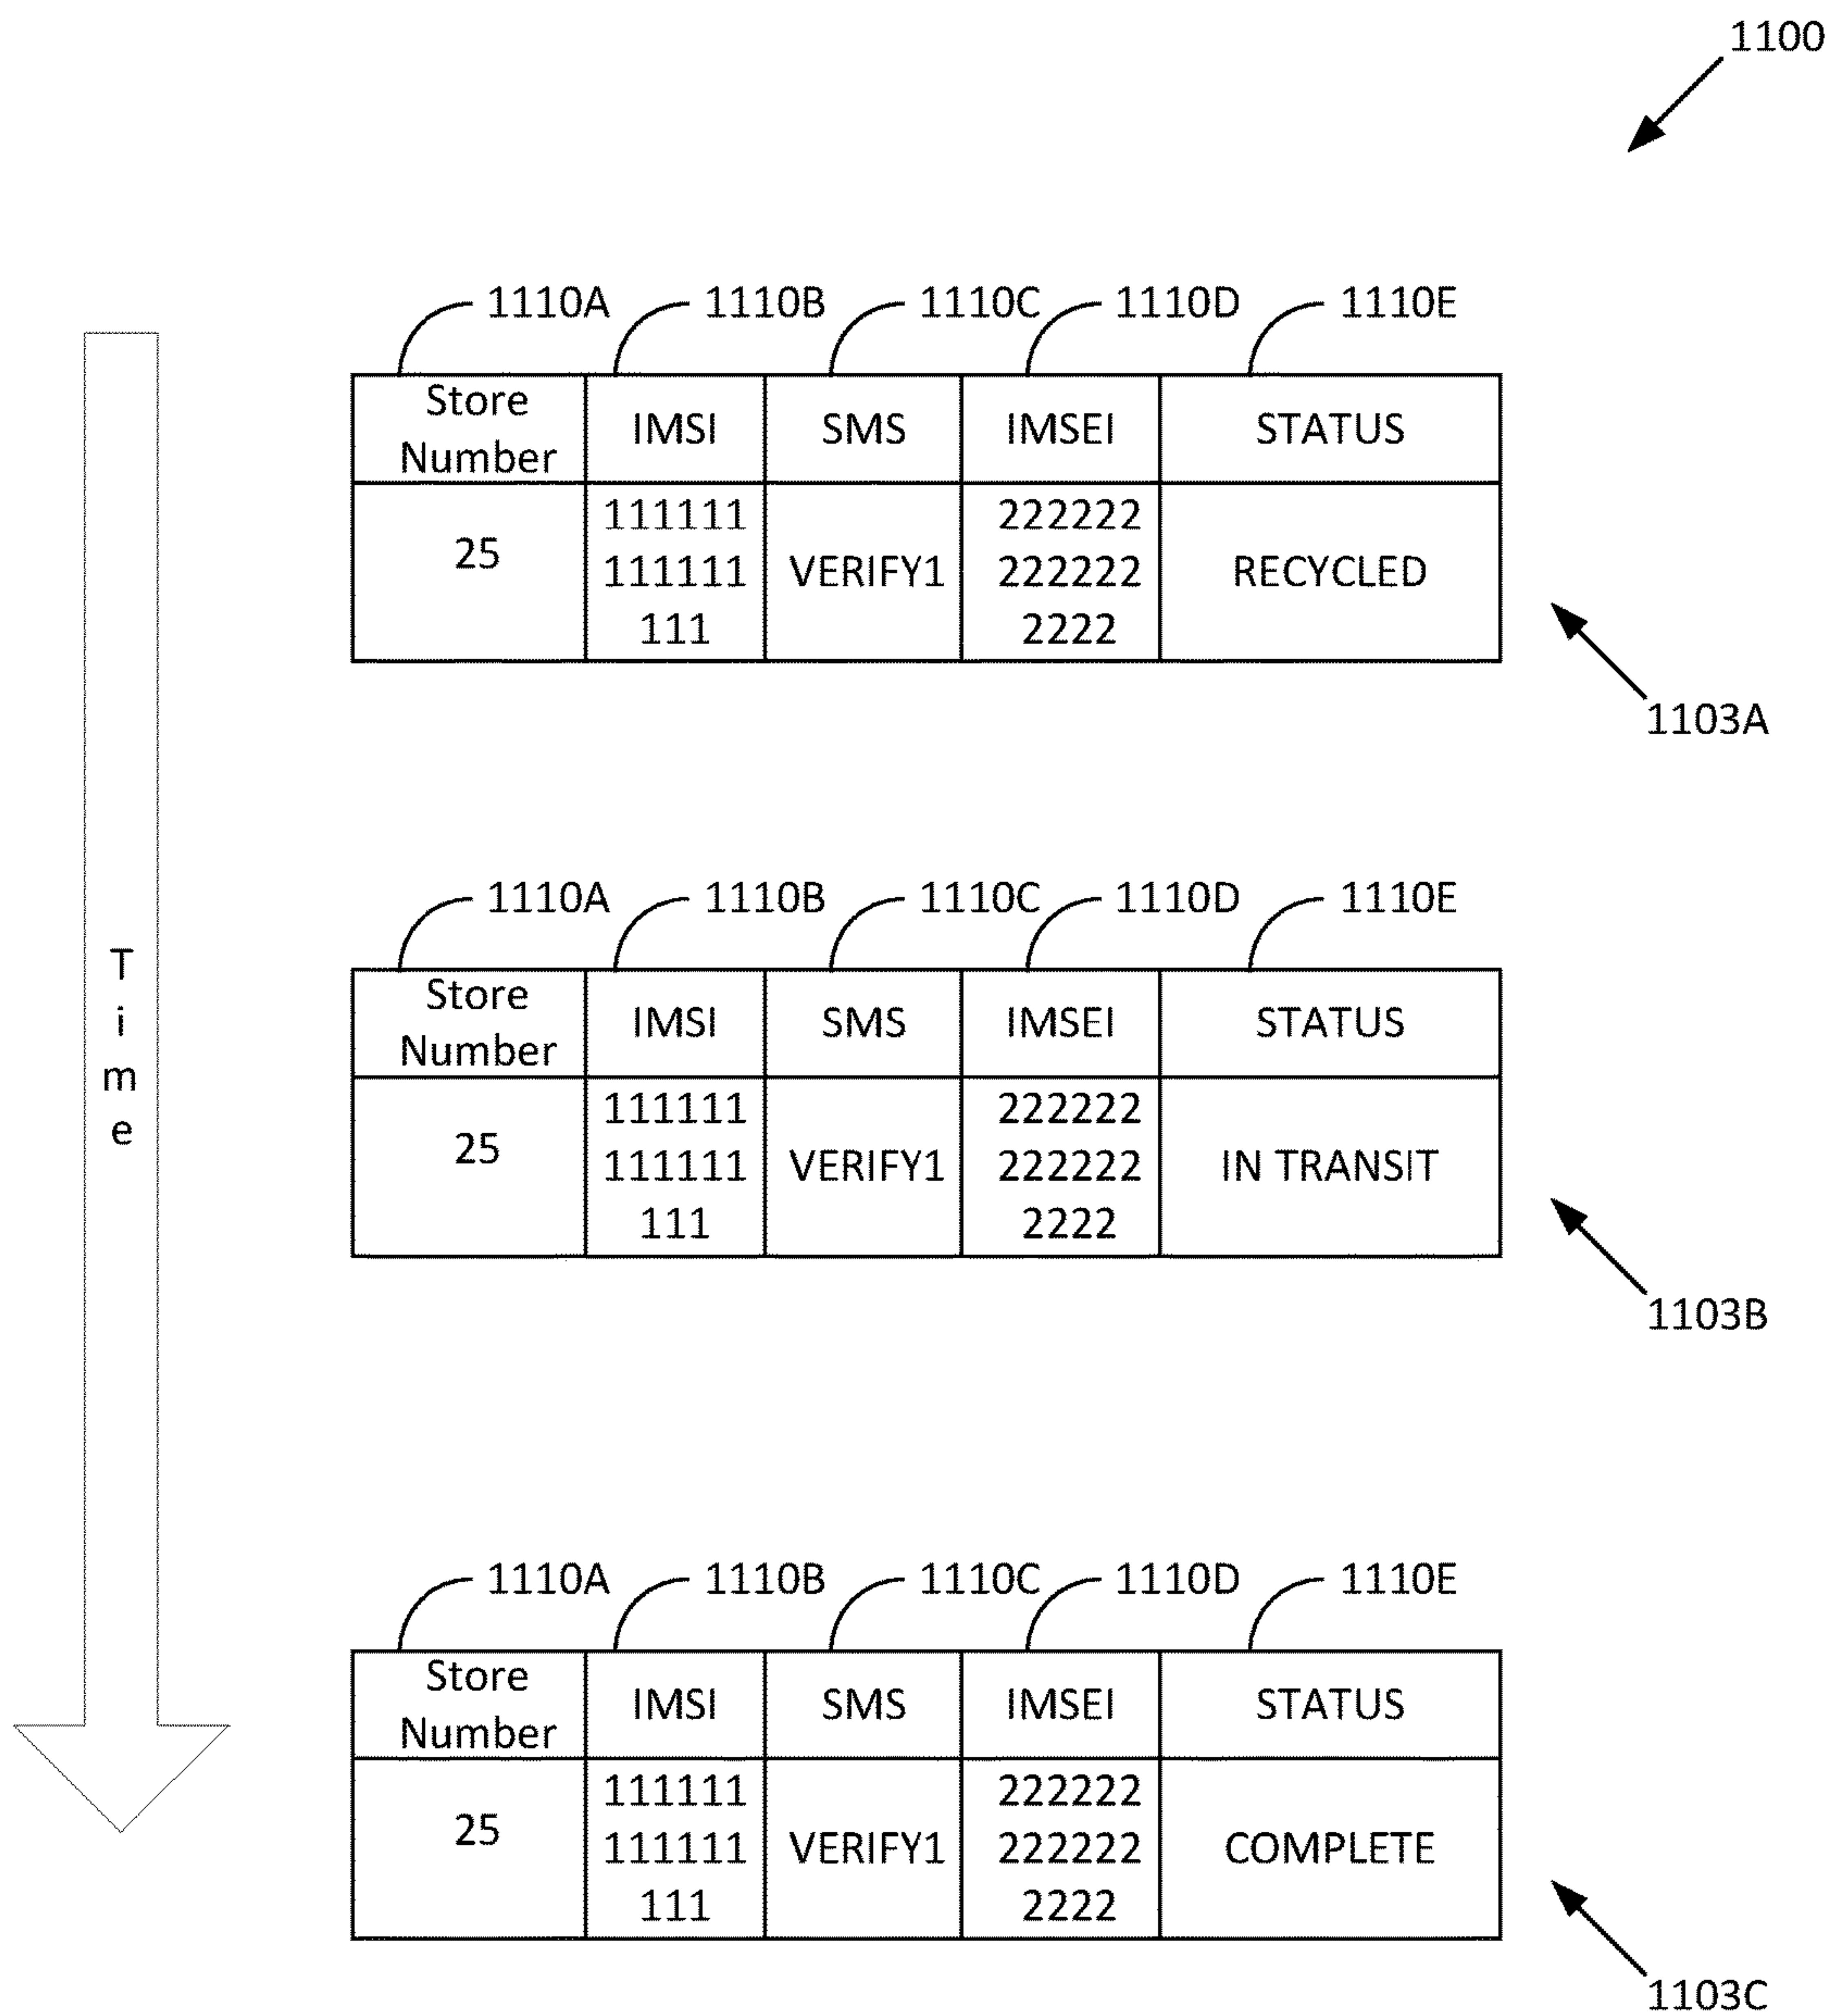 1100
1110A 1110B 1110C 1110D 1110E
Store Number IMSI SMS IMSEI STATUS
25 111111 111111 111 VERIFY1 222222 222222 2222 RECYCLED
1103A
Time
1110A 1110B 1110C 1110D 1110E
Store Number IMSI SMS IMSEI STATUS
25 111111 111111 111 VERIFY1 222222 222222 2222 IN TRANSIT
1103B
1110A 1110B 1110C 1110D 1110E
Store Number IMSI SMS IMSEI STATUS
25 111111 111111 111 VERIFY1 222222 222222 2222 COMPLETE
1103C